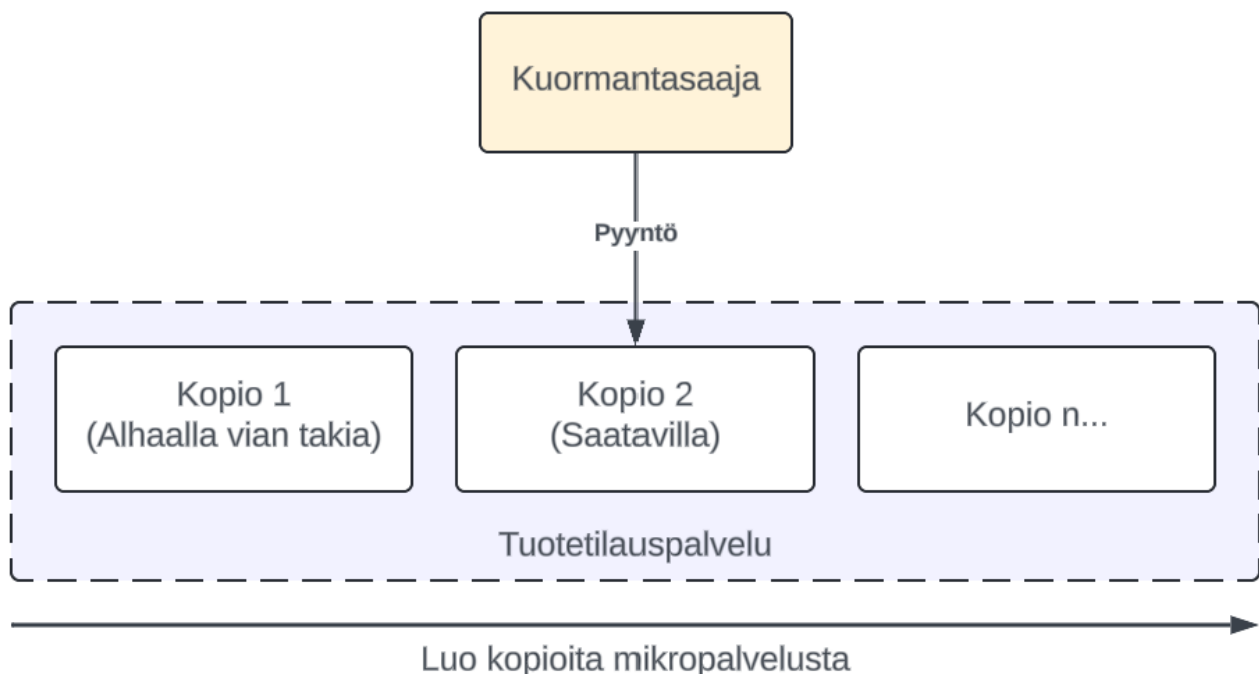 Kuormantasaaja
Pyyntö
Kopio 1
(Alhaalla vian takia)
Kopio 2
(Saatavilla)
Kopio n...
Tuotetilauspalvelu
Luo kopioita mikropalvelusta